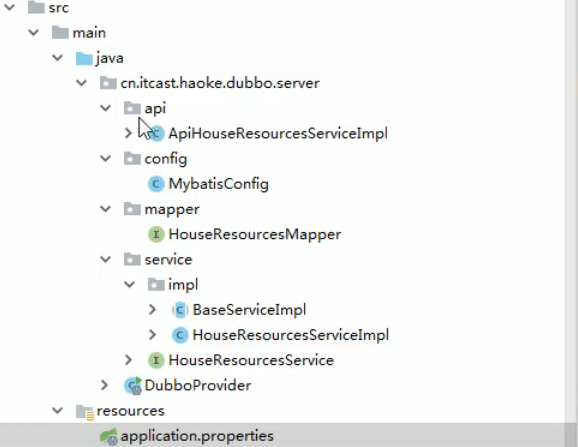 src
main
java
cn.itcast.haoke.dubbo.server
api
ApiHouseResourcesServiceImpl
config
MybatisConfig
mapper
HouseResourcesMapper
service
impl
BaseServiceImpl
HouseResourcesServiceImpl
HouseResourcesService
DubboProvider
resources
application.properties